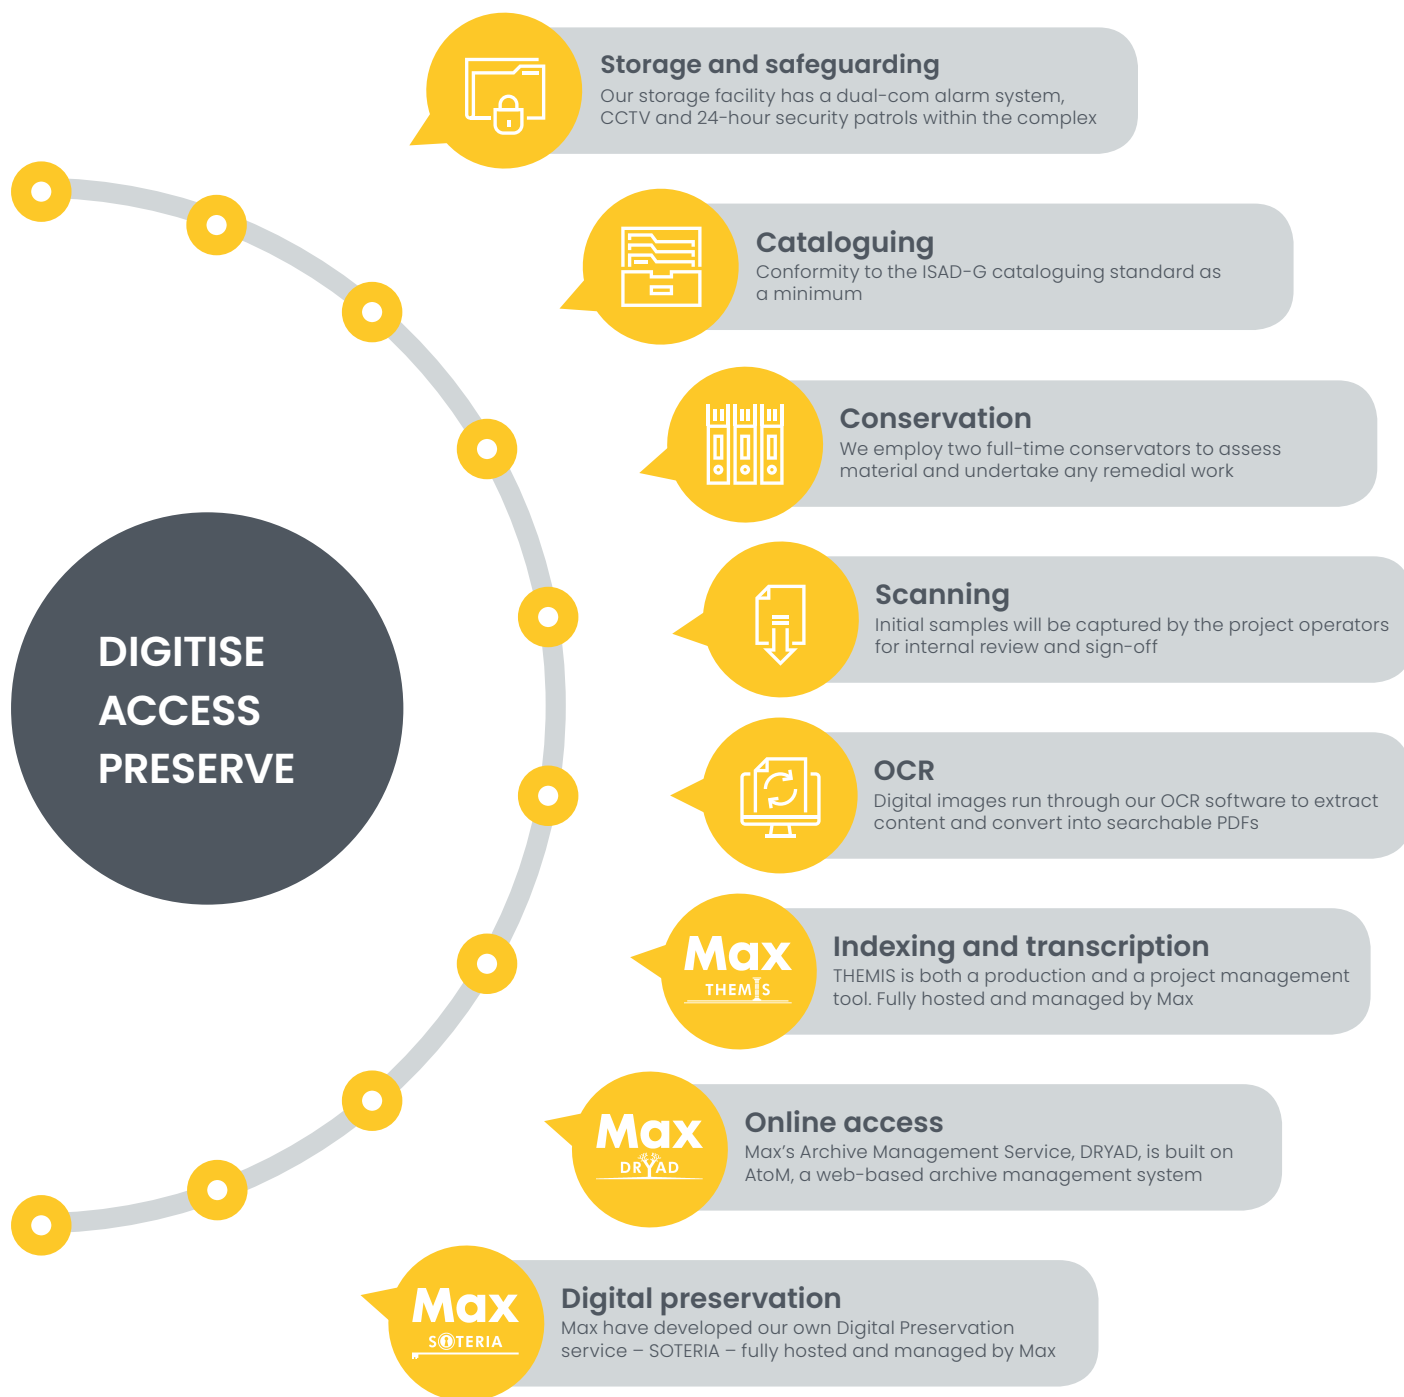 Storage and safeguarding
Our storage facility has a dual-com alarm system,
CCTV and 24-hour security patrols within the complex
Cataloguing
Conformity to the ISAD-G cataloguing standard as
a minimum
Conservation
We employ two full-time conservators to assess
material and undertake any remedial work
Scanning
Initial samples will be captured by the project operators
for internal review and sign-off
DIGITISE
ACCESS
PRESERVE
OCR
Digital images run through our OCR software to extract
content and convert into searchable PDFs
Max
THEMIS
Indexing and transcription
THEMIS is both a production and a project management
tool. Fully hosted and managed by Max
Max
DRYAD
Online access
Max’s Archive Management Service, DRYAD, is built on
AtoM, a web-based archive management system
Max
SOTERIA
Digital preservation
Max have developed our own Digital Preservation
service – SOTERIA – fully hosted and managed by Max